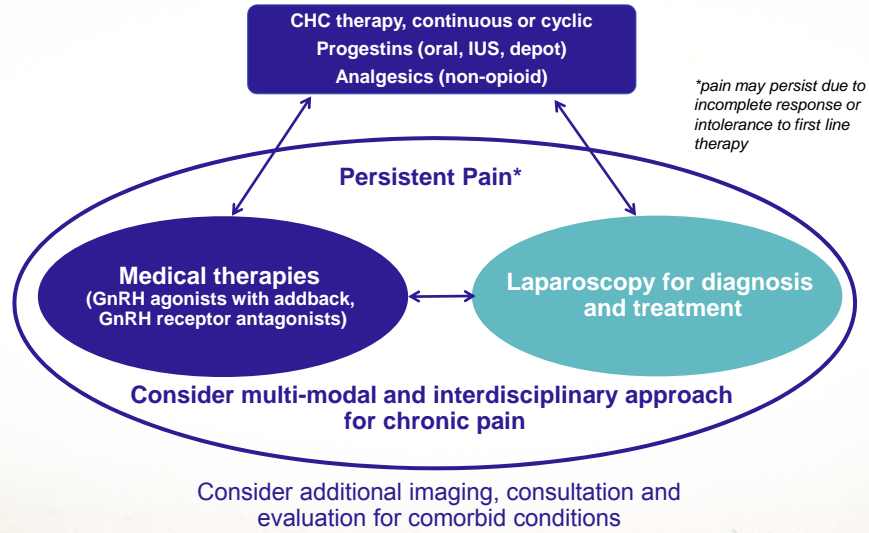 CHC therapy, continuous or cyclic
Progestins (oral, IUS, depot)
Analgesics (non-opioid)
*pain may persist due to
incomplete response or
intolerance to first line
therapy
Persistent Pain*
Medical therapies
(GnRH agonists with addback,
GnRH receptor antagonists)
Laparoscopy for diagnosis
and treatment
Consider multi-modal and interdisciplinary approach
for chronic pain
Consider additional imaging, consultation and
evaluation for comorbid conditions